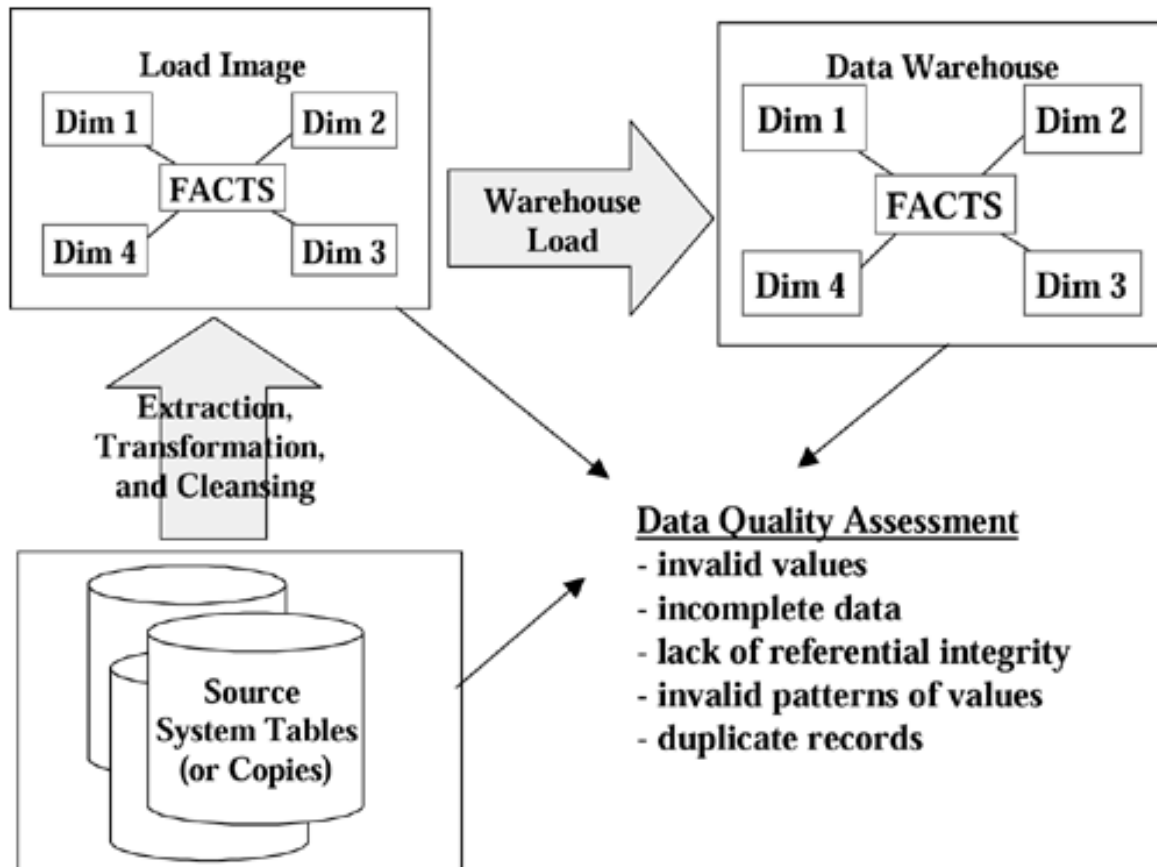 Load Image
Dim 1
Dim 2
FACTS
Dim 4
Dim 3
Warehouse
Load
Data Warehouse
Dim 1
Dim 2
FACTS
Dim 4
Dim 3
Extraction,
Transformation,
and Cleansing
Source
System Tables
(or Copies)
Data Quality Assessment
- invalid values
- incomplete data
- lack of referential integrity
- invalid patterns of values
- duplicate records